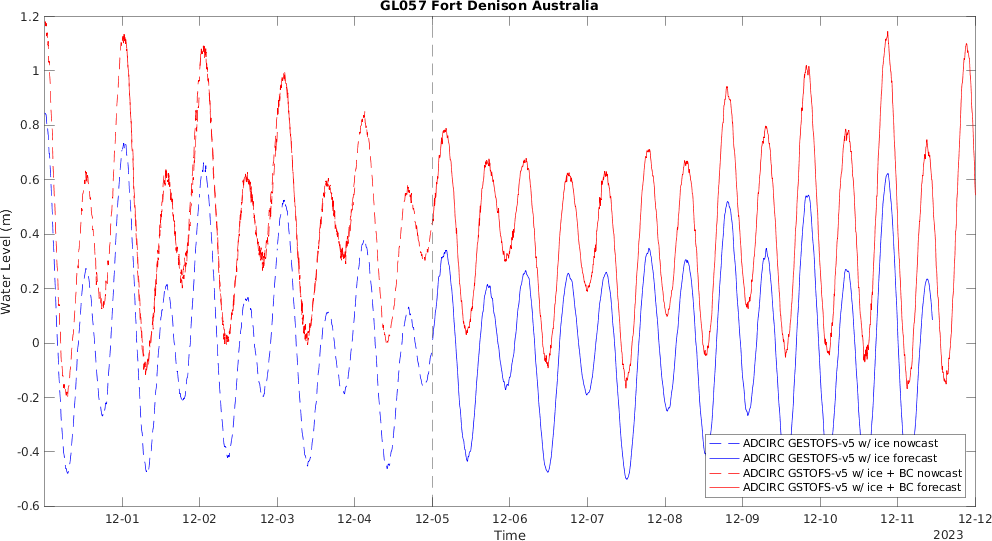 GL057 Fort Denison Australia
1.2
1
0.8
0.6
0.4
0.2
0
-0.2
-0.4
-0.6
Water Level (m)
ADCIRC GESTOFS-v5 w/ ice nowcast
ADCIRC GESTOFS-v5 w/ ice forecast
ADCIRC GSTOFS-v5 w/ ice + BC nowcast
ADCIRC GSTOFS-v5 w/ ice + BC forecast
12-01 12-02 12-03 12-04 12-05 12-06 12-07 12-08 12-09 12-10 12-11 12-12
Time
2023